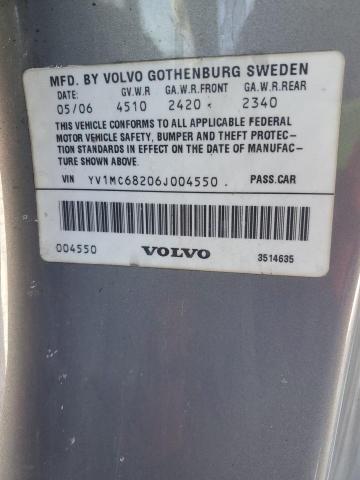 MFD. BY VOLVO GOTHENBURG SWEDEN
DATE: GV.W.R GA.W.R.FRONT GA.W.R.REAR
05/06 4510 2420 2340
THIS VEHICLE CONFORMS TO ALL APPLICABLE FEDERAL
MOTOR VEHICLE SAFETY, BUMPER AND THEFT PROTEC-
TION STANDARDS IN EFFECT ON THE DATE OF MANUFAC-
TURE SHOWN ABOVE.
VIN YV1MC68206J004550. PASS.CAR
004550 VOLVO 3514635